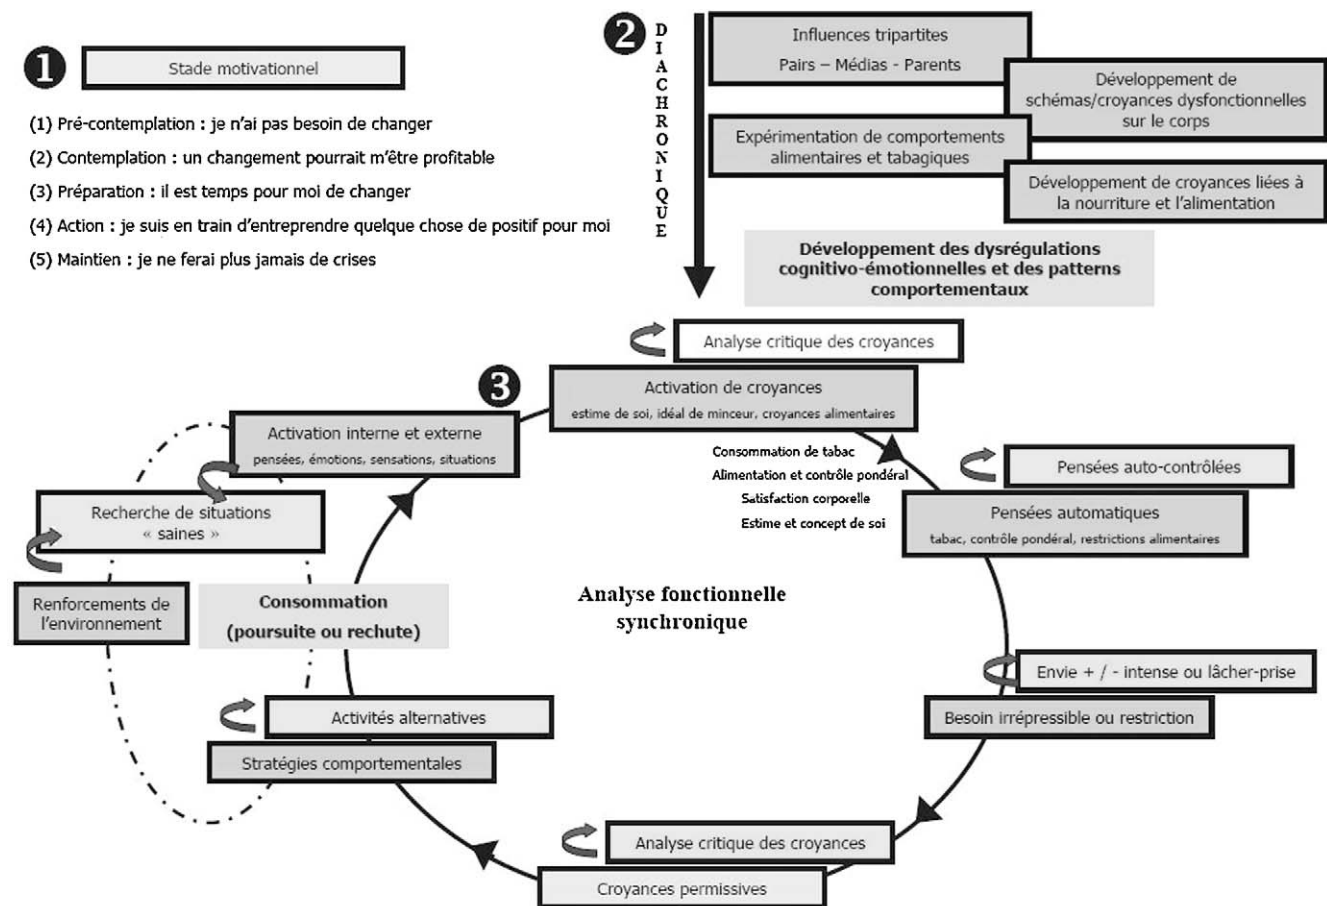 1
Stade motivationnel
(1) Pré-contemplation : je n'ai pas besoin de changer
(2) Contemplation : un changement pourrait m'être profitable
(3) Préparation : il est temps pour moi de changer
(4) Action : je suis en train d'entreprendre quelque chose de positif pour moi
(5) Maintien : je ne ferai plus jamais de crises
2
DIACHRONIQUE
Influences tripartites
Pairs – Médias - Parents
Développement de
schémas/croyances dysfonctionnelles
sur le corps
Expérimentation de comportements
alimentaires et tabagiques
Développement de croyances liées à
la nourriture et l'alimentation
Développement des dysrégulations
cognitivo-émotionnelles et des patterns
comportementaux
3
Analyse critique des croyances
Activation de croyances
estime de soi, idéal de minceur, croyances alimentaires
Consommation de tabac
Alimentation et contrôle pondéral
Satisfaction corporelle
Estime et concept de soi
Pensées auto-contrôlées
Pensées automatiques
tabac, contrôle pondéral, restrictions alimentaires
Envie + / - intense ou lâcher-prise
Besoin irrépressible ou restriction
Analyse critique des croyances
Croyances permissives
Activités alternatives
Stratégies comportementales
Consommation
(poursuite ou rechute)
Analyse fonctionnelle
synchronique
Activation interne et externe
pensées, émotions, sensations, situations
Recherche de situations
« saines »
Renforcements de
l'environnement